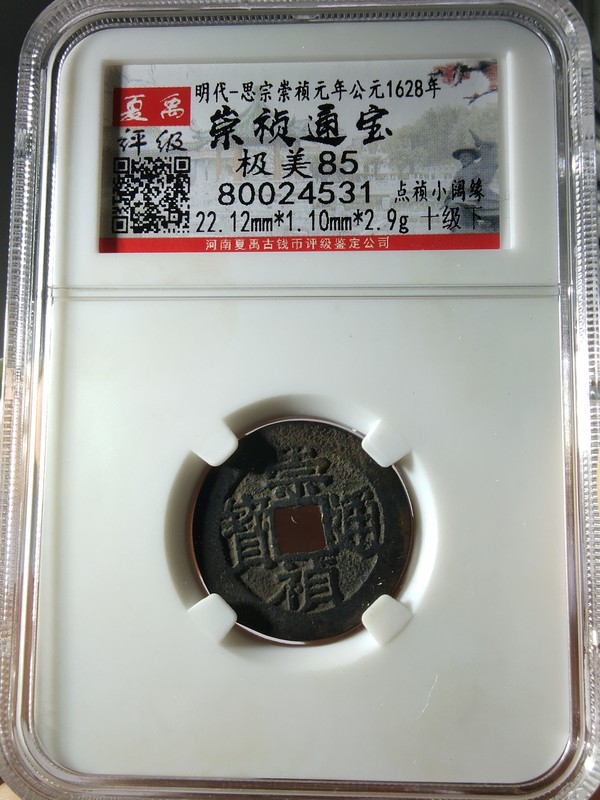 夏禹
评级
明代-思宗崇祯元年公元1628年
崇祯通宝
极美85
80024531 点祯小阔缘
22.12mm*1.10mm*2.9g 十级下
河南夏禹古钱币评级鉴定公司
崇
寶 通
禎